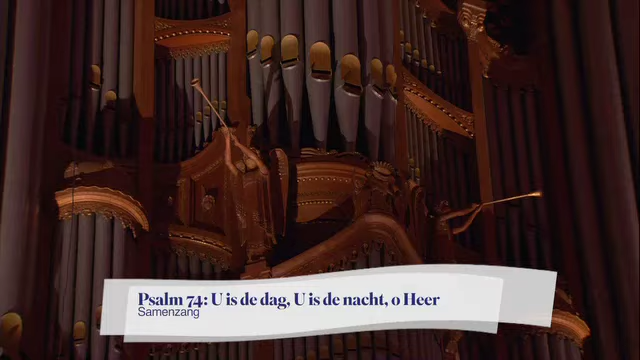 Psalm 74: U is de dag, U is de nacht, o Heer
Samenzang